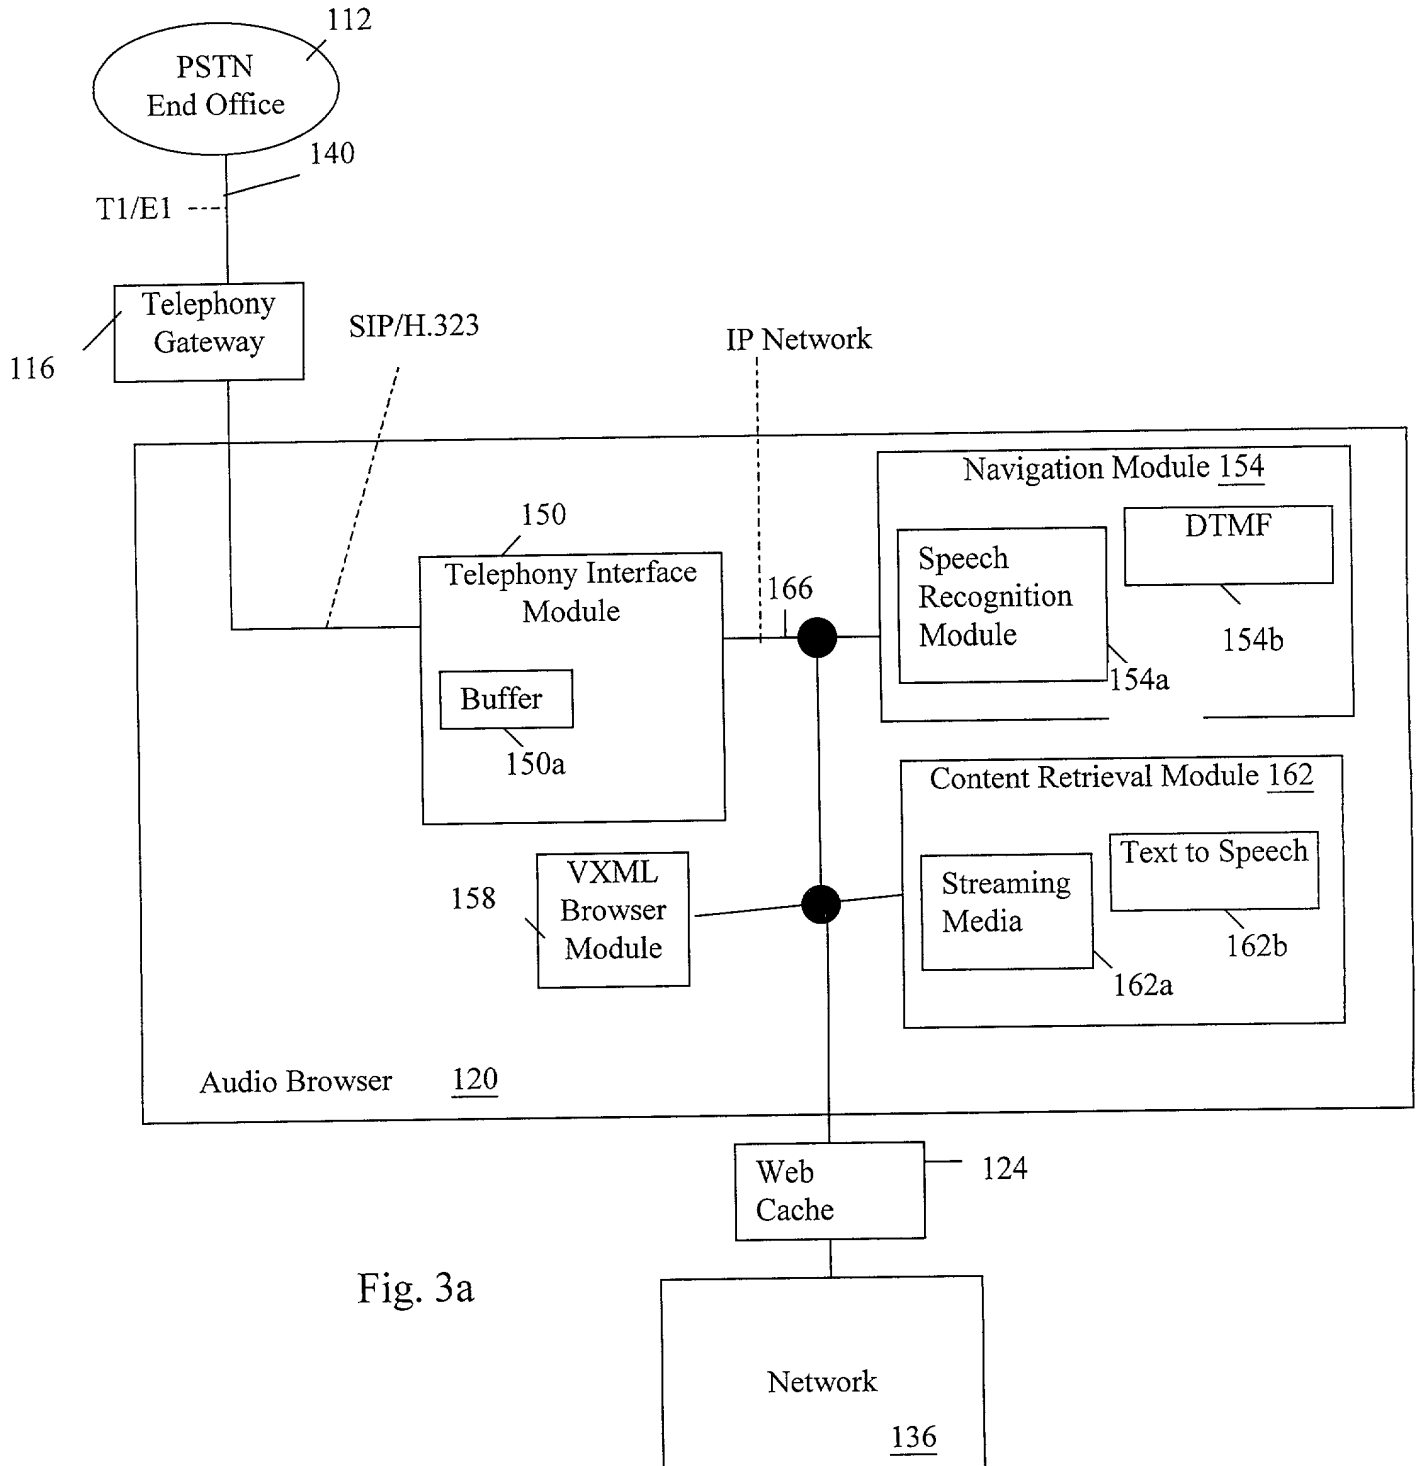 112
PSTN
End Office
140
T1/E1
Telephony
Gateway
116
SIP/H.323
IP Network
Navigation Module 154
DTMF
Speech
Recognition
Module
154b
154a
150
Telephony Interface
Module
166
Buffer
150a
Content Retrieval Module 162
Text to Speech
Streaming
Media
162b
162a
VXML
Browser
Module
158
Audio Browser 120
Web
Cache
124
Fig. 3a
Network
136